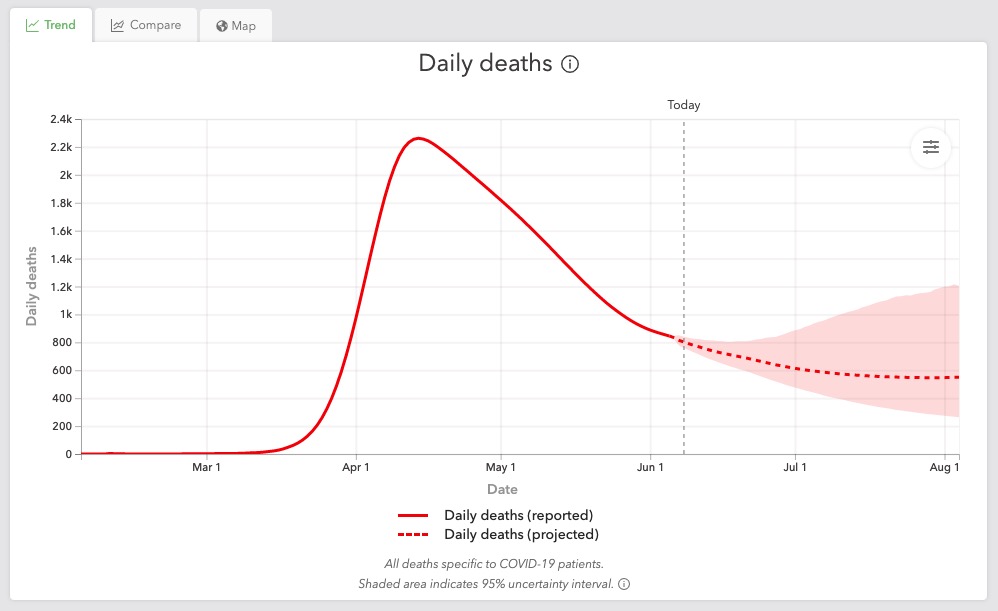 Trend
Compare
Map
Daily deaths
Today
2.4k
2.2k
2k
1.8k
1.6k
1.4k
1.2k
1k
800
600
400
200
0
Daily deaths
Mar 1
Apr 1
May 1
Jun 1
Jul 1
Aug 1
Date
Daily deaths (reported)
Daily deaths (projected)
All deaths specific to COVID-19 patients.
Shaded area indicates 95% uncertainty interval.